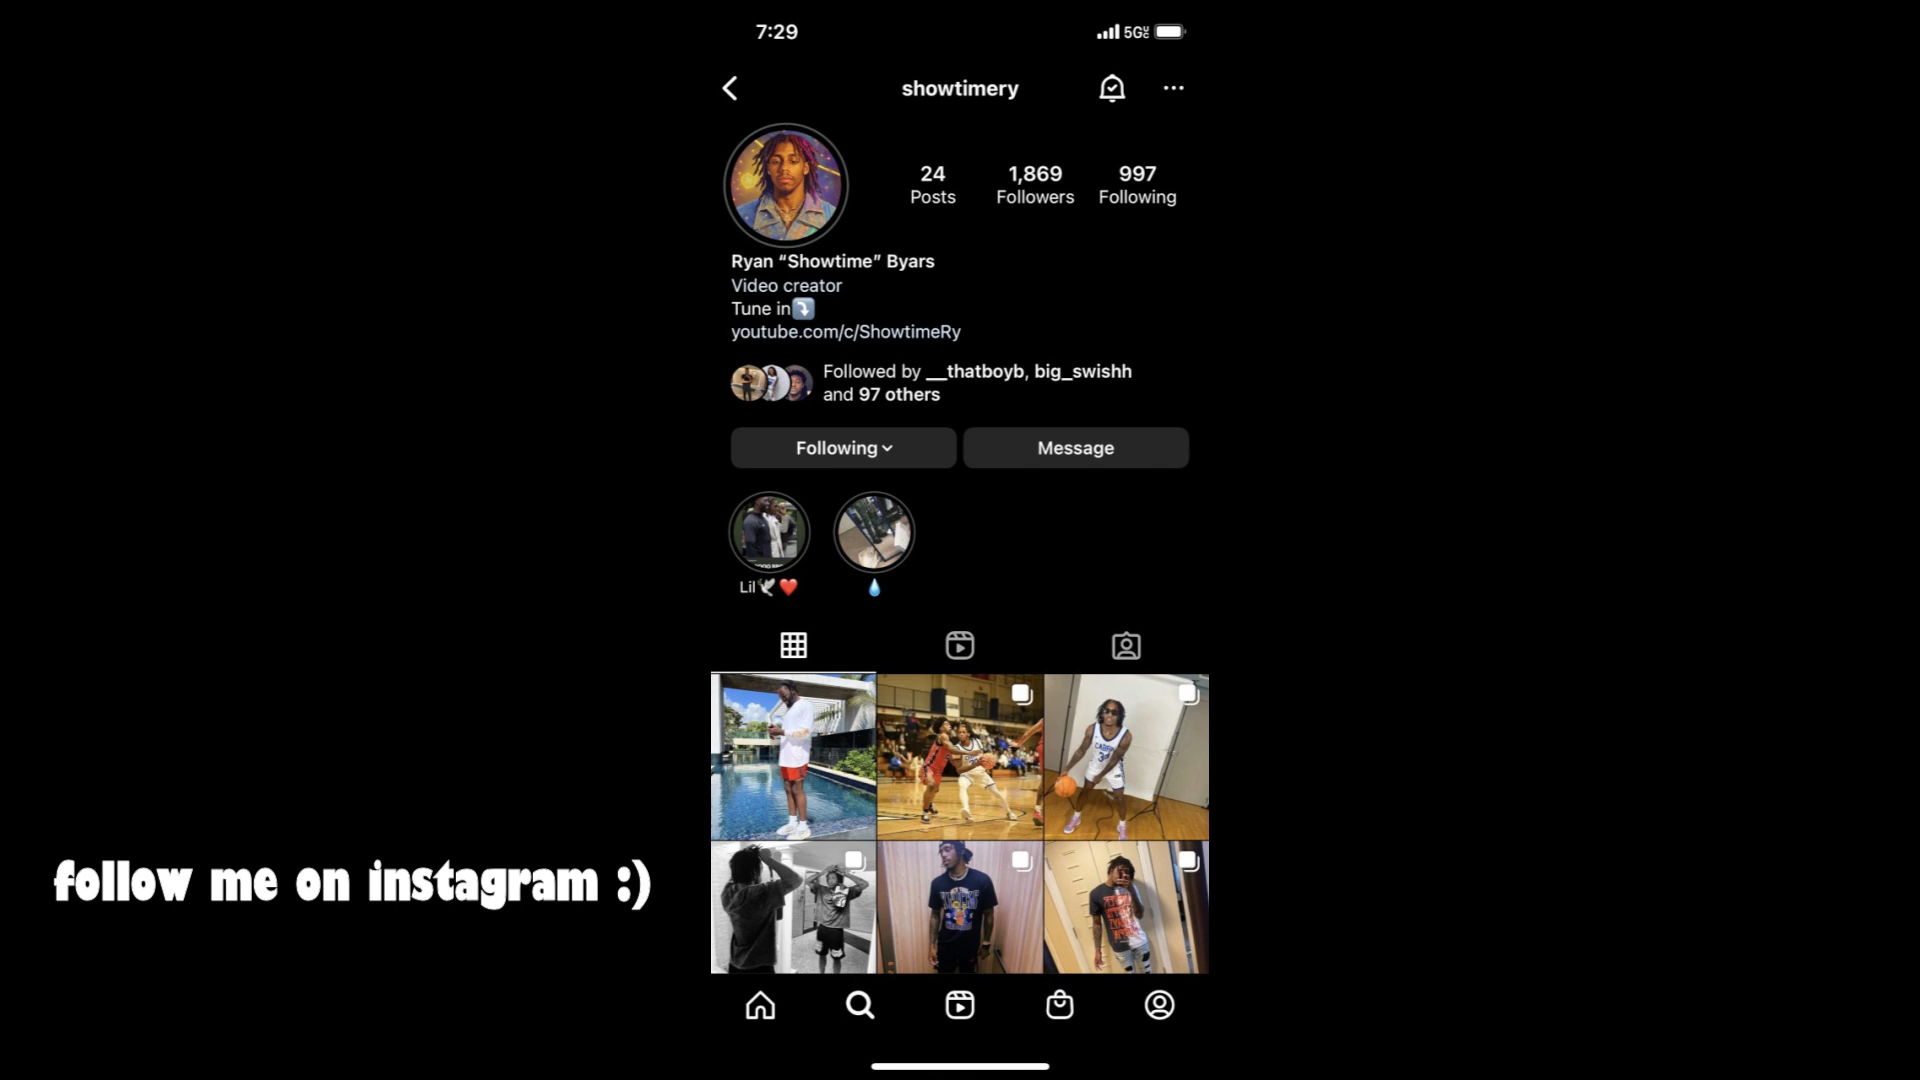 7:29
5G
showtimery
24
Posts
1,869
Followers
997
Following
Ryan “Showtime” Byars
Video creator
Tune in⤵️
youtube.com/c/ShowtimeRy
Followed by __thatboyb, big_swishh
and 97 others
Following
Message
Lil🕊️❤️
💧
follow me on instagram :)